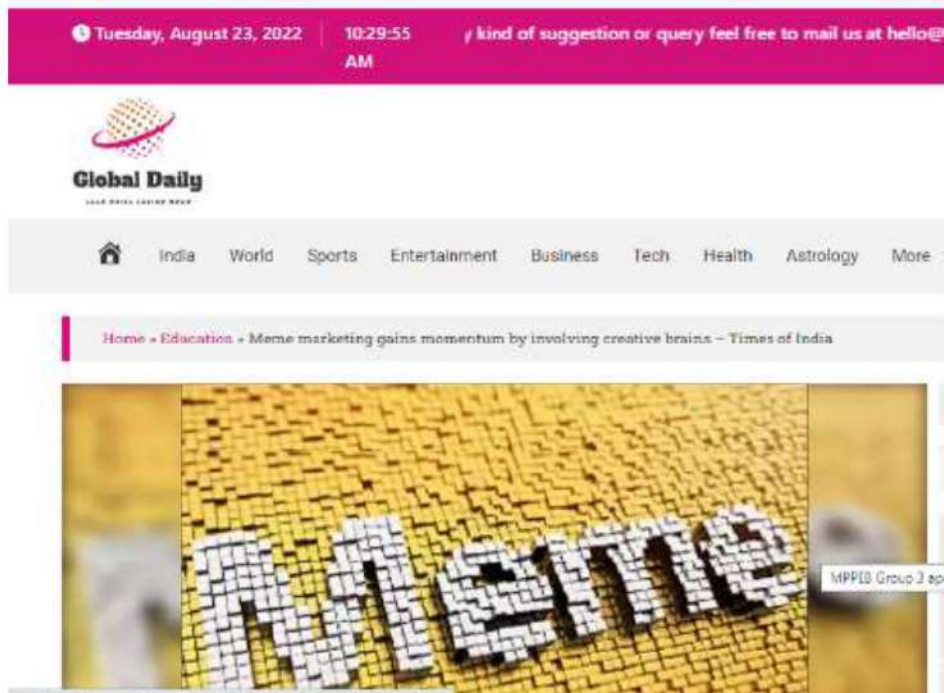 Tuesday, August 23, 2022
10:29:55
AM
kind of suggestion or query feel free to mail us at hello@
Global Daily
India World Sports Entertainment Business Tech Health Astrology More
Home » Education » Meme marketing gains momentum by involving creative brains – Times of India
Meme
Group 3